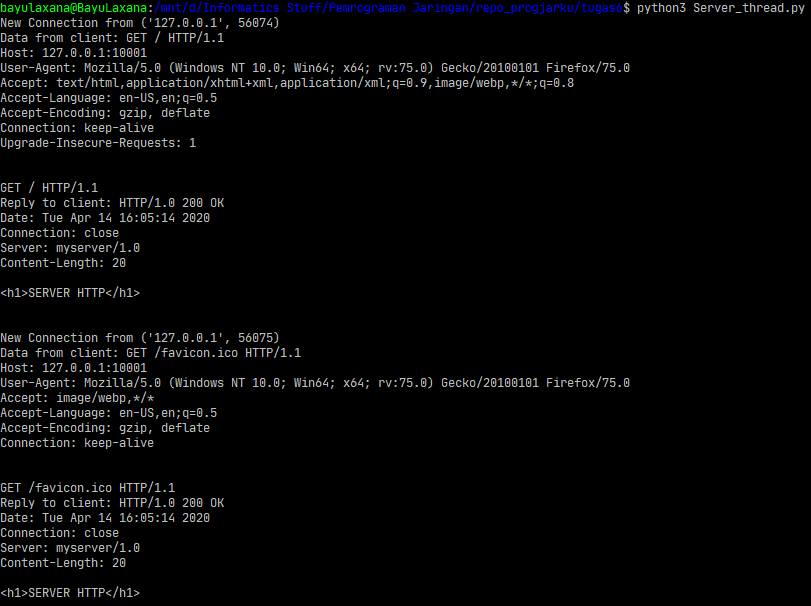 bayulaxana@BayuLaxana:/mnt/d/Informatics Stuff/Pemrograman Jaringan/repo_progjarku/tugas6$ python3 Server_thread.py
New Connection from ('127.0.0.1', 56074)
Data from client: GET / HTTP/1.1
Host: 127.0.0.1:10001
User-Agent: Mozilla/5.0 (Windows NT 10.0; Win64; x64; rv:75.0) Gecko/20100101 Firefox/75.0
Accept: text/html,application/xhtml+xml,application/xml;q=0.9,image/webp,*/*;q=0.8
Accept-Language: en-US,en;q=0.5
Accept-Encoding: gzip, deflate
Connection: keep-alive
Upgrade-Insecure-Requests: 1
GET / HTTP/1.1
Reply to client: HTTP/1.0 200 OK
Date: Tue Apr 14 16:05:14 2020
Connection: close
Server: myserver/1.0
Content-Length: 20
<h1>SERVER HTTP</h1>
New Connection from ('127.0.0.1', 56075)
Data from client: GET /favicon.ico HTTP/1.1
Host: 127.0.0.1:10001
User-Agent: Mozilla/5.0 (Windows NT 10.0; Win64; x64; rv:75.0) Gecko/20100101 Firefox/75.0
Accept: image/webp,*/*
Accept-Language: en-US,en;q=0.5
Accept-Encoding: gzip, deflate
Connection: keep-alive
GET /favicon.ico HTTP/1.1
Reply to client: HTTP/1.0 200 OK
Date: Tue Apr 14 16:05:14 2020
Connection: close
Server: myserver/1.0
Content-Length: 20
<h1>SERVER HTTP</h1>